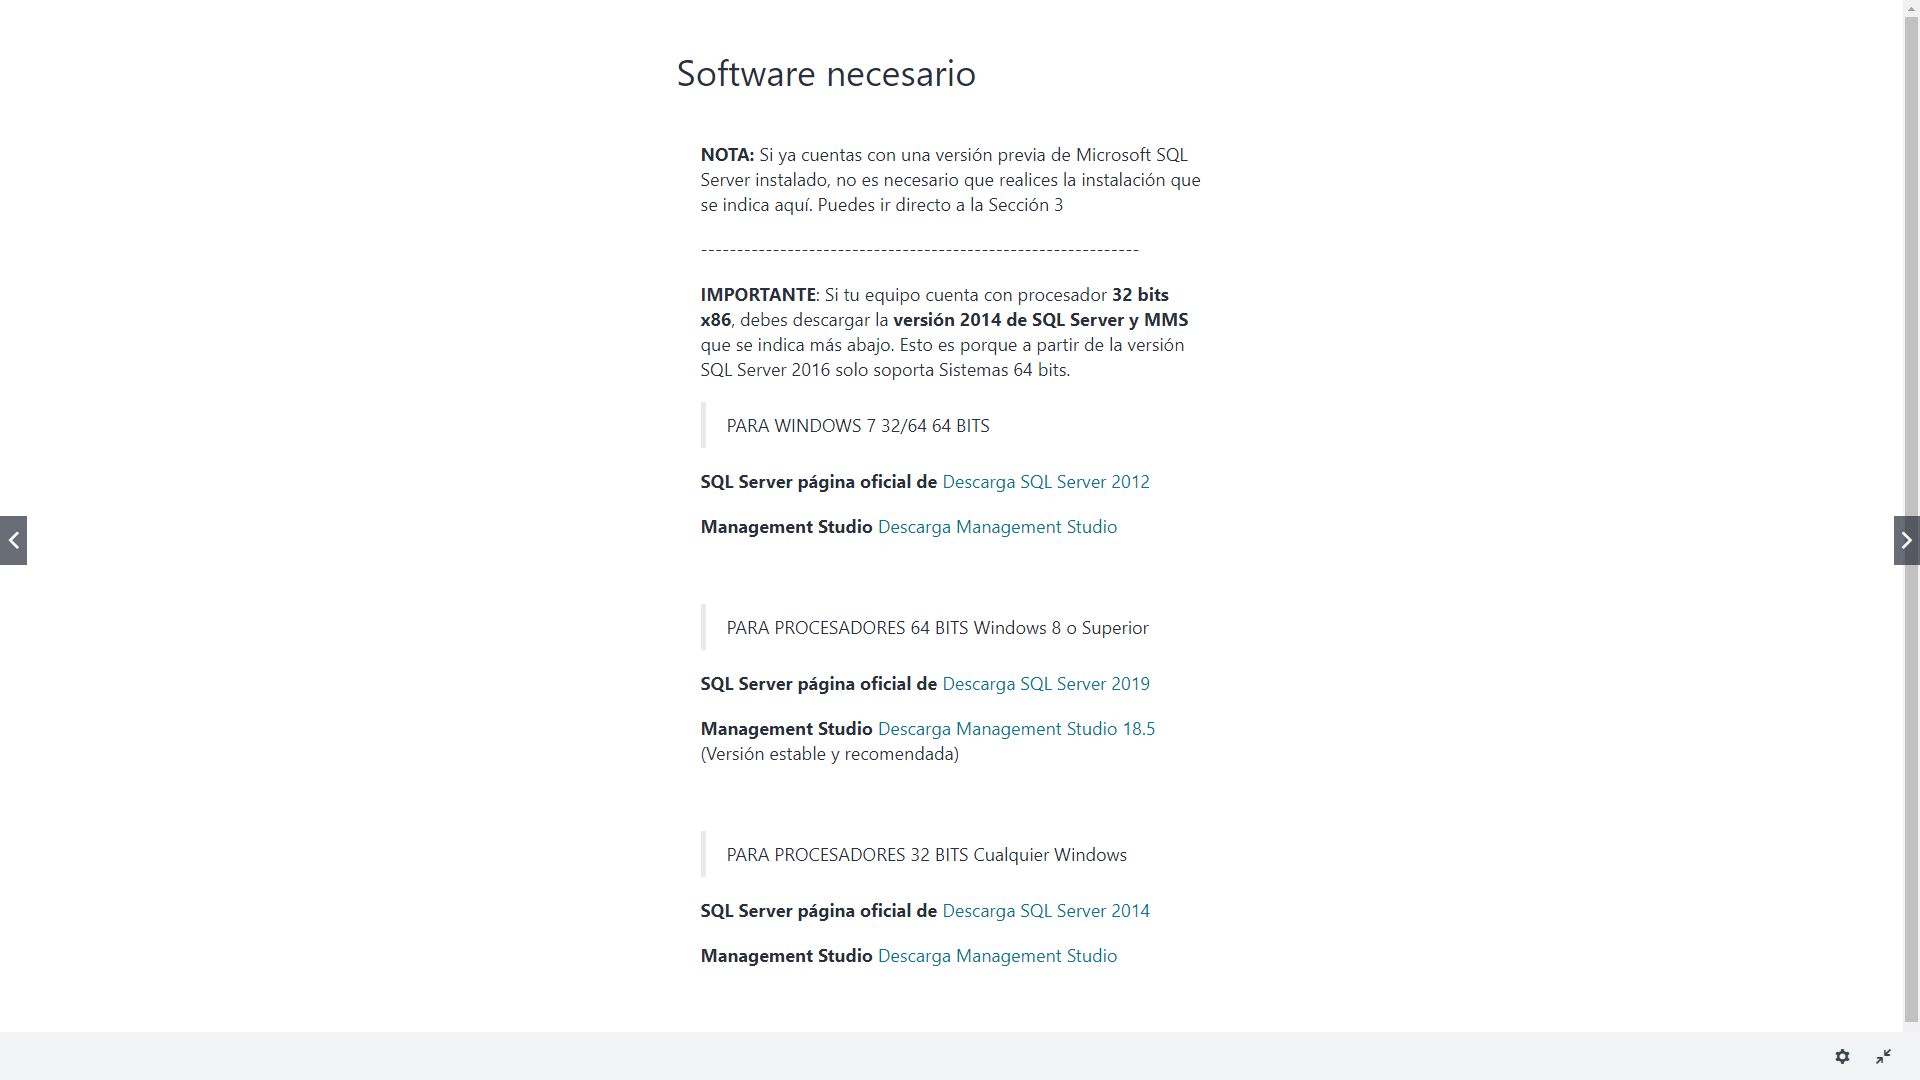 Software necesario
NOTA: Si ya cuentas con una versión previa de Microsoft SQL
Server instalado, no es necesario que realices la instalación que
se indica aquí. Puedes ir directo a la Sección 3
-------------------------------------------------------------
IMPORTANTE: Si tu equipo cuenta con procesador 32 bits
x86, debes descargar la versión 2014 de SQL Server y MMS
que se indica más abajo. Esto es porque a partir de la versión
SQL Server 2016 solo soporta Sistemas 64 bits.
PARA WINDOWS 7 32/64 64 BITS
SQL Server página oficial de Descarga SQL Server 2012
Management Studio Descarga Management Studio
PARA PROCESADORES 64 BITS Windows 8 o Superior
SQL Server página oficial de Descarga SQL Server 2019
Management Studio Descarga Management Studio 18.5
(Versión estable y recomendada)
PARA PROCESADORES 32 BITS Cualquier Windows
SQL Server página oficial de Descarga SQL Server 2014
Management Studio Descarga Management Studio